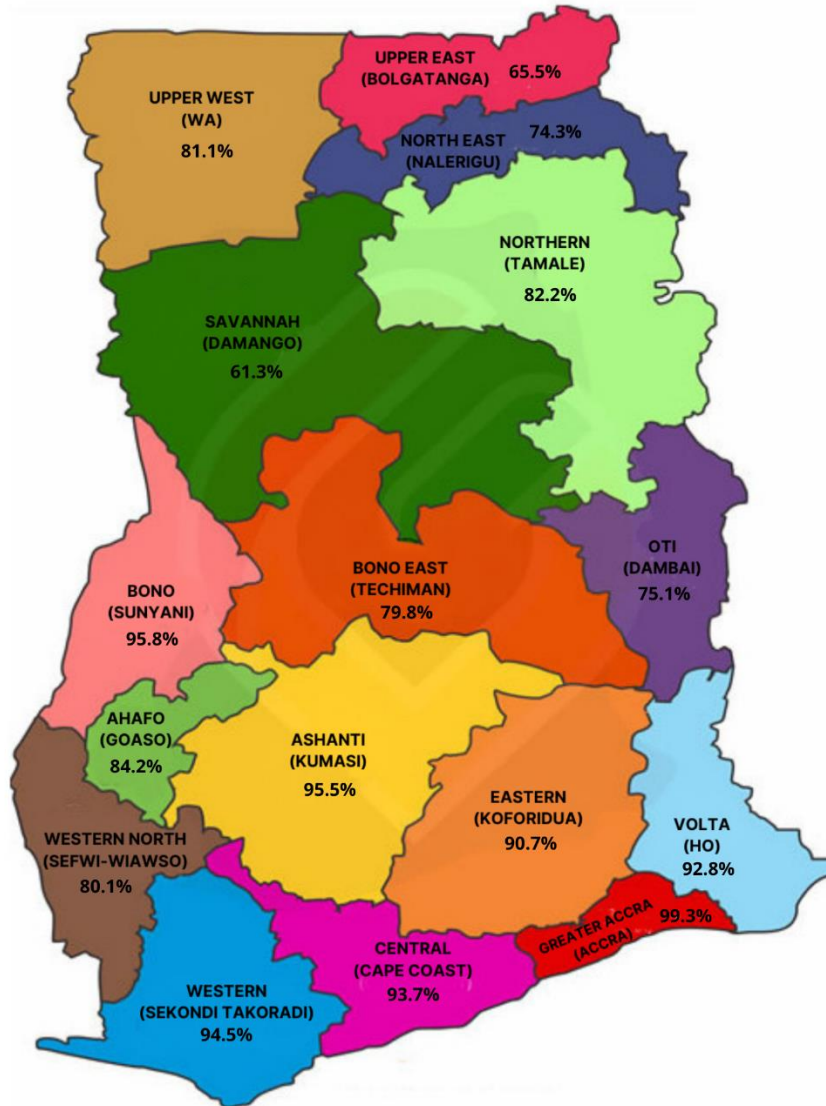 UPPER EAST
(BOLGATANGA) 65.5%
UPPER WEST
(WA)
81.1%
NORTH EAST
(NALERIGU)
74.3%
NORTHERN
(TAMALE)
82.2%
SAVANNAH
(DAMANGO)
61.3%
OTI
(DAMBAI)
75.1%
BONO EAST
(TECHIMAN)
79.8%
BONO
(SUNYANI)
95.8%
AHAFO
(GOASO)
84.2%
ASHANTI
(KUMASI)
95.5%
EASTERN
(KOFORIDUA)
90.7%
VOLTA
(HO)
92.8%
WESTERN NORTH
(SEFWI-WIAWSO)
80.1%
GREATER ACCRA
(ACCRA)
99.3%
CENTRAL
(CAPE COAST)
93.7%
WESTERN
(SEKONDI TAKORADI)
94.5%